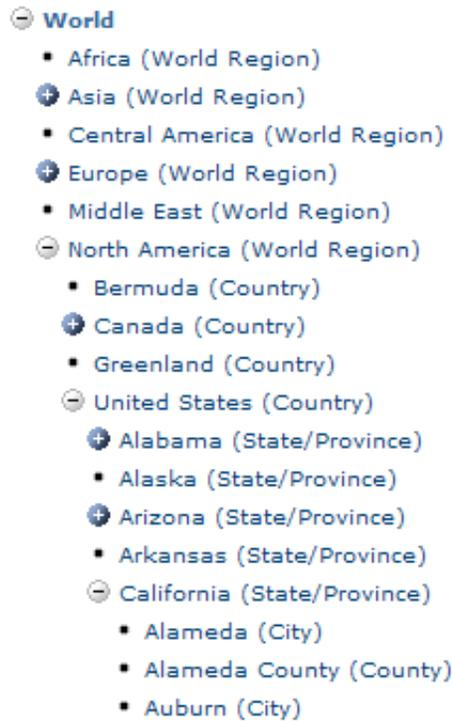 World
Africa (World Region)
Asia (World Region)
Central America (World Region)
Europe (World Region)
Middle East (World Region)
North America (World Region)
Bermuda (Country)
Canada (Country)
Greenland (Country)
United States (Country)
Alabama (State/Province)
Alaska (State/Province)
Arizona (State/Province)
Arkansas (State/Province)
California (State/Province)
Alameda (City)
Alameda County (County)
Auburn (City)